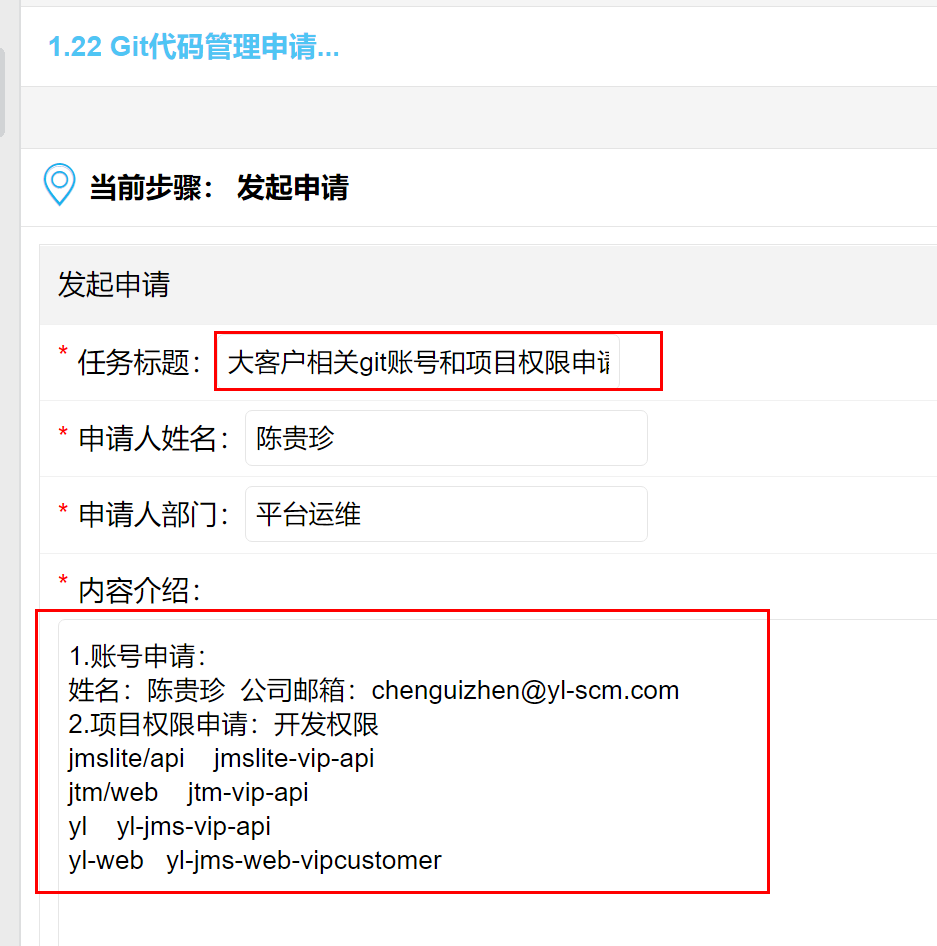 1.22 Git代码管理申请...
当前步骤： 发起申请
发起申请
* 任务标题： 大客户相关git账号和项目权限申
* 申请人姓名： 陈贵珍
* 申请人部门： 平台运维
* 内容介绍：
1.账号申请：
姓名：陈贵珍 公司邮箱：chenguizhen@yl-scm.com
2.项目权限申请：开发权限
jmslite/api jmslite-vip-api
jtm/web jtm-vip-api
yl yl-jms-vip-api
yl-web yl-jms-web-vipcustomer